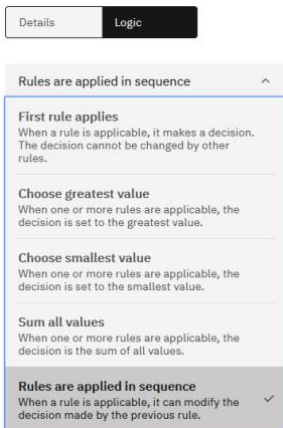 Details
Logic
Rules are applied in sequence
First rule applies
When a rule is applicable, it makes a decision.
The decision cannot be changed by other
rules.
Choose greatest value
When one or more rules are applicable, the
decision is set to the greatest value.
Choose smallest value
When one or more rules are applicable, the
decision is set to the smallest value.
Sum all values
When one or more rules are applicable, the
decision is the sum of all values.
Rules are applied in sequence
When a rule is applicable, it can modify the
decision made by the previous rule.